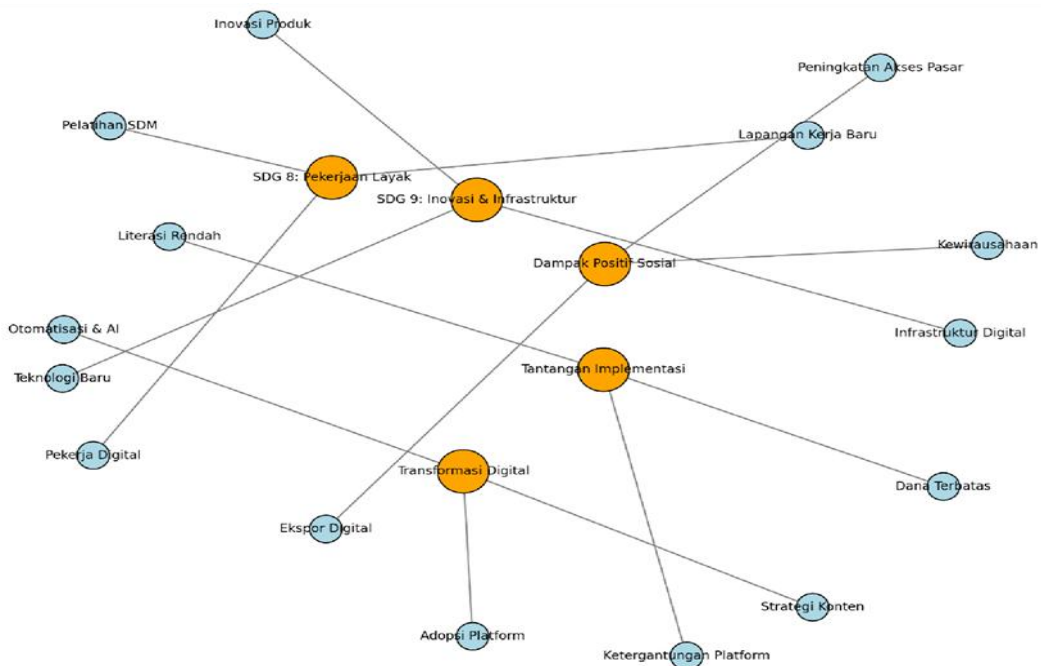 Inovasi Produk
Peningkatan Akses Pasar
Pelatihan SDM
Lapangan Kerja Baru
SDG 8: Pekerjaan Layak
SDG 9: Inovasi & Infrastruktur
Literasi Rendah
Kewirausahaan
Dampak Positif Sosial
Otomatisasi & AI
Infrastruktur Digital
Tantangan Implementasi
Teknologi Baru
Pekerja Digital
Transformasi Digital
Dana Terbatas
Ekspor Digital
Strategi Konten
Adopsi Platform
Ketergantungan Platform